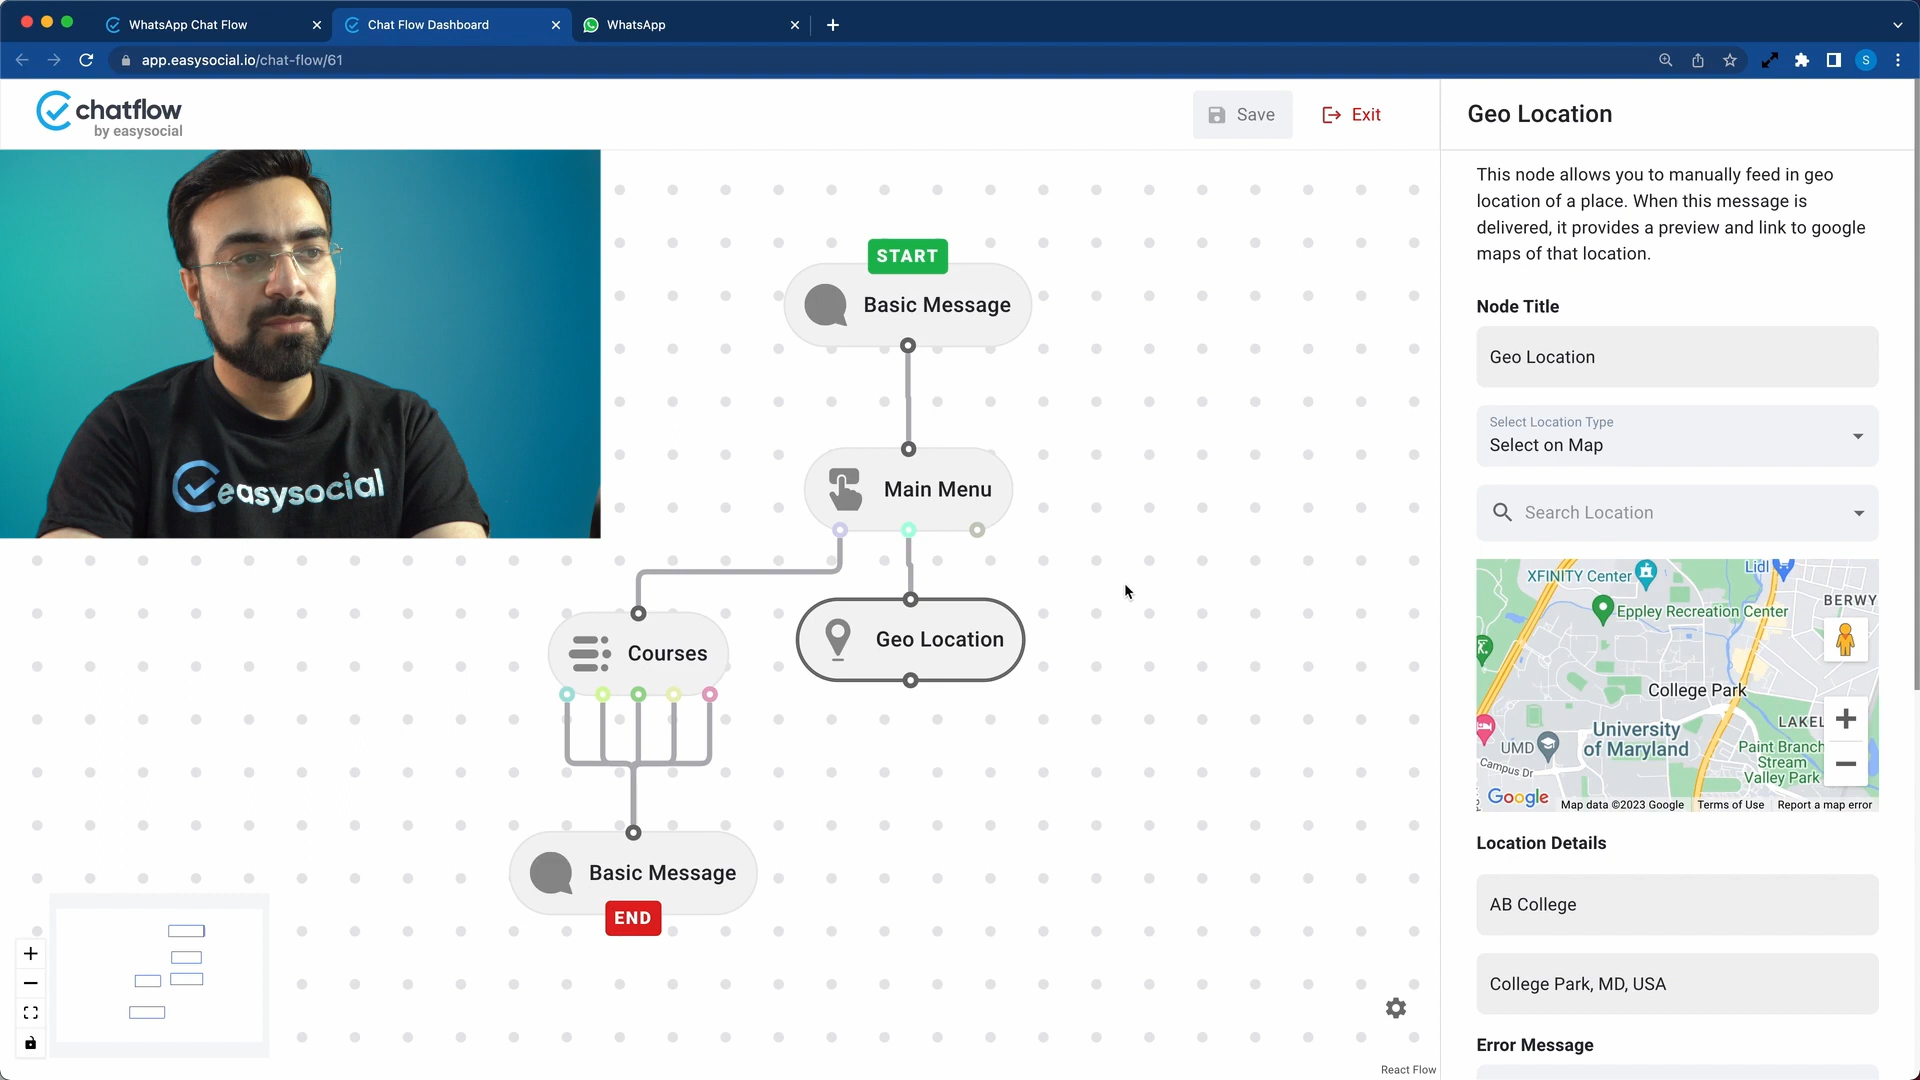 WhatsApp Chat Flow
Chat Flow Dashboard
WhatsApp
app.easysocial.io/chat-flow/61
S
chatflow
by easysocial
Save
Exit
easysocial
START
Basic Message
Main Menu
Courses
Geo Location
Basic Message
END
React Flow
Geo Location
This node allows you to manually feed in geo
location of a place. When this message is
delivered, it provides a preview and link to google
maps of that location.
Node Title
Geo Location
Select Location Type
Select on Map
Search Location
XFINITY Center
Lidl
Eppley Recreation Center
BERWY
College Park
University
of Maryland
LAKEL
UMD
Campus Dr
Paint Branch
Stream
Valley Park
Google
Map data ©2023 Google
Terms of Use
Report a map error
Location Details
AB College
College Park, MD, USA
Error Message